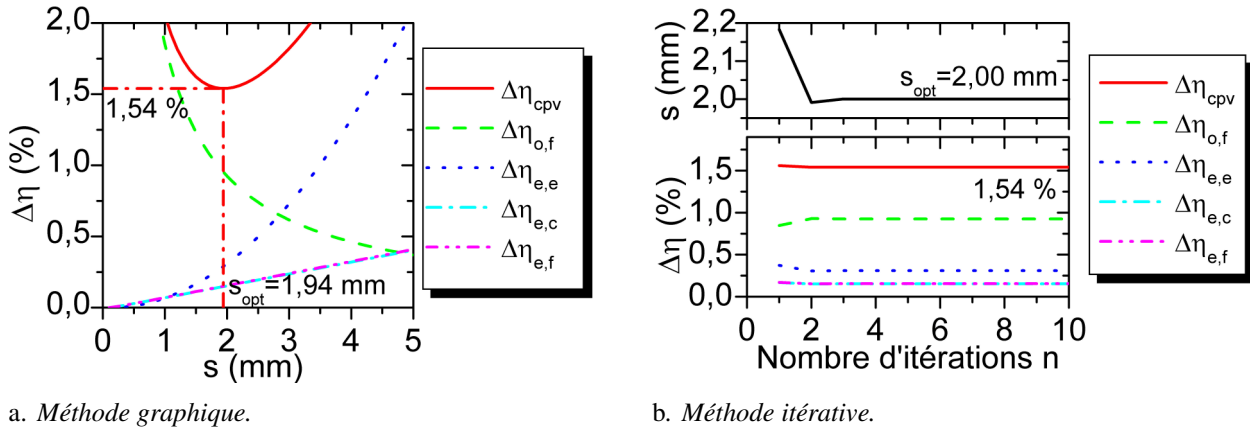 2,0
1,5
1,0
0,5
0,0
Δη (%)
1,54 %
s_opt=1,94 mm
0 1 2 3 4 5
s (mm)
Δη_cpv
Δη_o,f
Δη_e,e
Δη_e,c
Δη_e,f
a. Méthode graphique.
2,2
2,1
2,0
s (mm)
s_opt=2,00 mm
1,5
1,0
0,5
0,0
Δη (%)
1,54 %
0 2 4 6 8 10
Nombre d'itérations n
Δη_cpv
Δη_o,f
Δη_e,e
Δη_e,c
Δη_e,f
b. Méthode itérative.